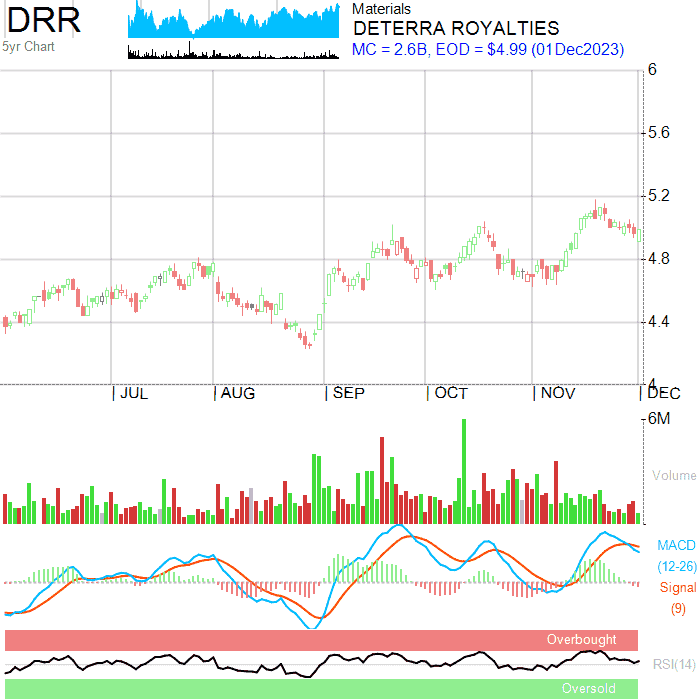 DRR
5yr Chart
Materials
DETERRA ROYALTIES
MC = 2.6B, EOD = $4.99 (01Dec2023)
6
5.6
5.2
4.8
4.4
4
JUL AUG SEP OCT NOV DEC
6M
Volume
MACD
(12-26)
Signal
(9)
Overbought
RSI(14)
Oversold